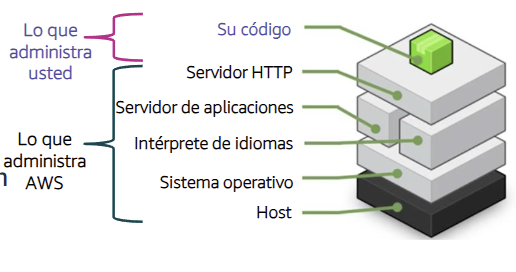 Lo que
administra
usted
Su código
Servidor HTTP
Servidor de aplicaciones
Intérprete de idiomas
Sistema operativo
Host
Lo que
administra
AWS